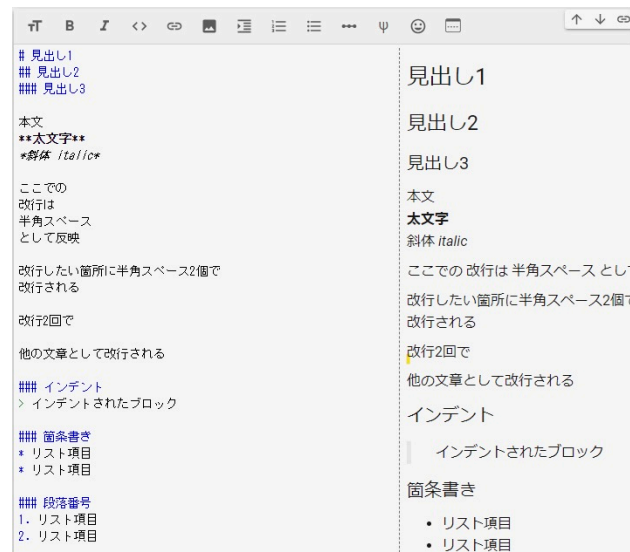 # 見出し1
## 見出し2
### 見出し3
本文
**太文字**
*斜体 italic*
ここでの
改行は
半角スペース
として反映
改行したい箇所に半角スペース2個で
改行される
改行2回で
他の文章として改行される
### インデント
> インデントされたブロック
### 箇条書き
* リスト項目
* リスト項目
### 段落番号
1. リスト項目
2. リスト項目
見出し1
見出し2
見出し3
本文
太文字
斜体 italic
ここでの 改行は 半角スペース とし
改行したい箇所に半角スペース2個
改行される
改行2回で
他の文章として改行される
インデント
インデントされたブロック
箇条書き
• リスト項目
• リスト項目